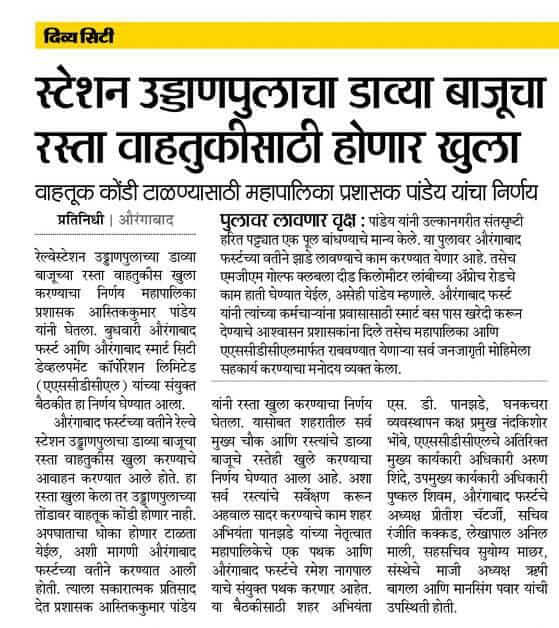 दिव्य सिटी
स्टेशन उड्डाणपुलाचा डाव्या बाजूचा
रस्ता वाहतुकीसाठी होणार खुला
वाहतूक कोंडी टाळण्यासाठी महापालिका प्रशासक पांडेय यांचा निर्णय
प्रतिनिधी | औरंगाबाद
रेल्वेस्टेशन उड्डाणपुलाच्या डाव्या
बाजूच्या रस्ता वाहतुकीस खुला
करण्याचा निर्णय महापालिका
प्रशासक आस्तिककुमार पांडेय
यांनी घेतला. बुधवारी औरंगाबाद
फर्स्ट आणि औरंगाबाद स्मार्ट सिटी
डेव्हलपमेंट कॉर्पोरेशन लिमिटेड
(एएससीडीसीएल) यांच्या संयुक्त
बैठकीत हा निर्णय घेण्यात आला.
औरंगाबाद फर्स्टच्या वतीने रेल्वे
स्टेशन उड्डाणपुलाचा डाव्या बाजूचा
रस्ता वाहतुकीस खुला करण्याचे
आवाहन करण्यात आले होते. हा
रस्ता खुला केला तर उड्डाणपुलाच्या
तोंडावर वाहतूक कोंडी होणार नाही.
अपघाताचा धोका होणार टाळता
येईल, अशी मागणी औरंगाबाद
फर्स्टच्या वतीने करण्यात आली
होती. त्याला सकारात्मक प्रतिसाद
देत प्रशासक आस्तिककुमार पांडेय
पुलावर लावणार वृक्ष : पांडेय यांनी उल्कानगरीत संतसृष्टी
हरित पट्ट्यात एक पूल बांधण्याचे मान्य केले. या पुलावर औरंगाबाद
फर्स्टच्या वतीने झाडे लावण्याचे काम करण्यात येणार आहे. तसेच
एमजीएम गोल्फ क्लबला दीड किलोमीटर लांबीच्या अॅप्रोच रोडचे
काम हाती घेण्यात येईल, असेही पांडेय म्हणाले. औरंगाबाद फर्स्ट
यांनी त्यांच्या कर्मचाऱ्यांना प्रवासासाठी स्मार्ट बस पास खरेदी करून
देण्याचे आश्वासन प्रशासकांना दिले तसेच महापालिका आणि
एएससीडीसीएलमार्फत राबवण्यात येणाऱ्या सर्व जनजागृती मोहिमेला
सहकार्य करण्याचा मनोदय व्यक्त केला.
यांनी रस्ता खुला करण्याचा निर्णय
घेतला. यासोबत शहरातील सर्व
मुख्य चौक आणि रस्त्यांचे डाव्या
बाजूचे रस्तेही खुले करण्याचा
निर्णय घेण्यात आला आहे. अशा
सर्व रस्त्यांचे सर्वेक्षण करून
अहवाल सादर करण्याचे काम शहर
अभियंता पानझडे यांच्या नेतृत्वात
महापालिकेचे एक पथक आणि
औरंगाबाद फर्स्टचे रमेश नागपाल
याचे संयुक्त पथक करणार आहेत.
या बैठकीसाठी शहर अभियंता
एस. डी. पानझडे, घनकचरा
व्यवस्थापन कक्ष प्रमुख नंदकिशोर
भोंबे, एएससीडीसीएलचे अतिरिक्त
मुख्य कार्यकारी अधिकारी अरुण
शिंदे, उपमुख्य कार्यकारी अधिकारी
पुष्कल शिवम, औरंगाबाद फर्स्टचे
अध्यक्ष प्रीतीश चॅटर्जी, सचिव
रंजीति कक्कड, लेखापाल अनिल
माली, सहसचिव सुयोग्य माछर,
संस्थेचे माजी अध्यक्ष ऋषी
बागला आणि मानसिंग पवार यांची
उपस्थिती होती.